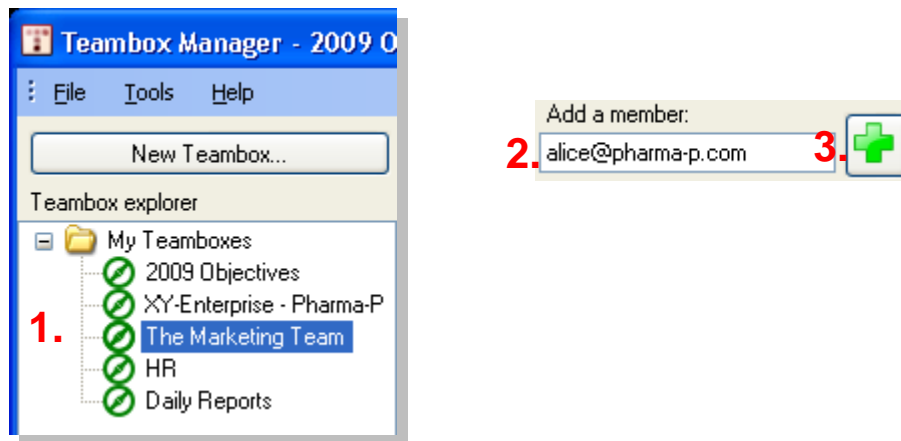 Teambox Manager - 2009 O
File Tools Help
New Teambox...
Teambox explorer
My Teamboxes
2009 Objectives
XY-Enterprise - Pharma-P
1.
The Marketing Team
HR
Daily Reports
Add a member:
2. alice@pharma-p.com 3.